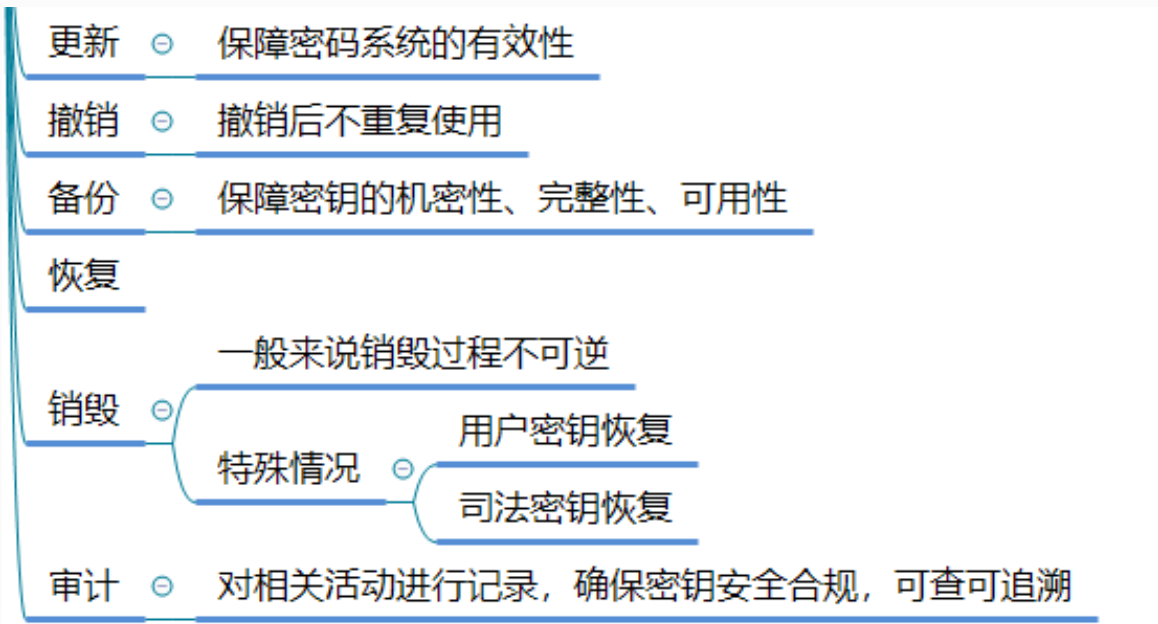 更新 保障密码系统的有效性
撤销 撤销后不重复使用
备份 保障密钥的机密性、完整性、可用性
恢复
一般来说销毁过程不可逆
销毁
用户密钥恢复
特殊情况
司法密钥恢复
审计 对相关活动进行记录，确保密钥安全合规，可查可追溯